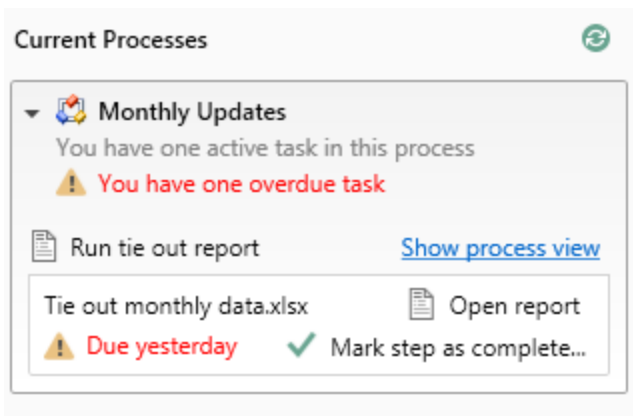 Current Processes
Monthly Updates
You have one active task in this process
You have one overdue task
Run tie out report Show process view
Tie out monthly data.xlsx Open report
Due yesterday Mark step as complete...